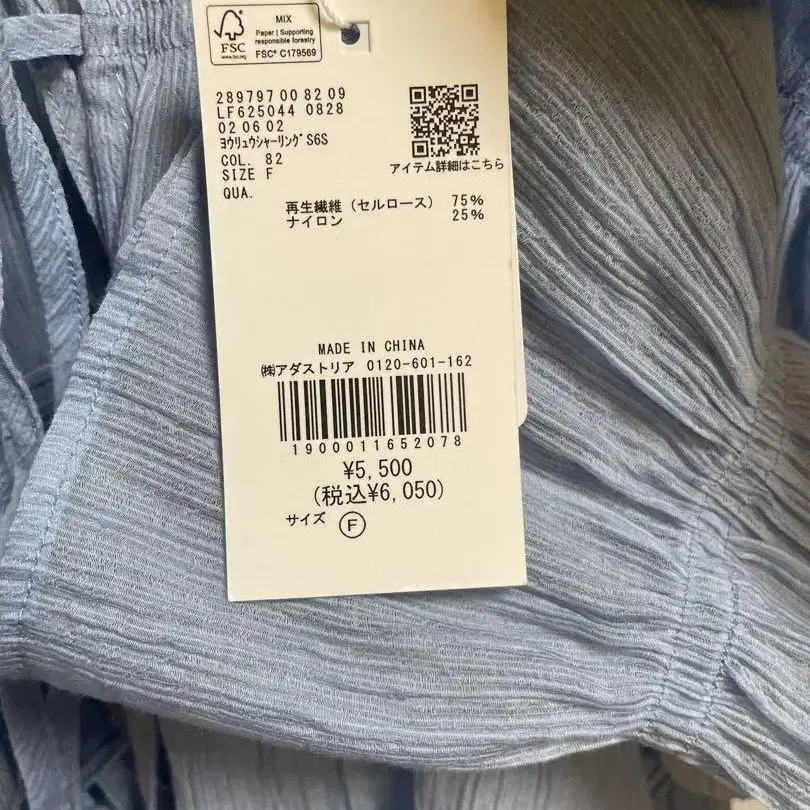 FSC
www.fsc.org
MIX
Paper | Supporting
responsible forestry
FSC® C179569
289797 00 82 09
LF625044 0828
02 06 02
ヨウリュウシャーリング S6S
COL. 82
SIZE F
QUA.
アイテム詳細はこちら
再生繊維（セルロース） 75%
ナイロン 25%
MADE IN CHINA
㈱アダストリア 0120-601-162
1900011652078
¥5,500
(税込¥6,050)
サイズ Ⓕ